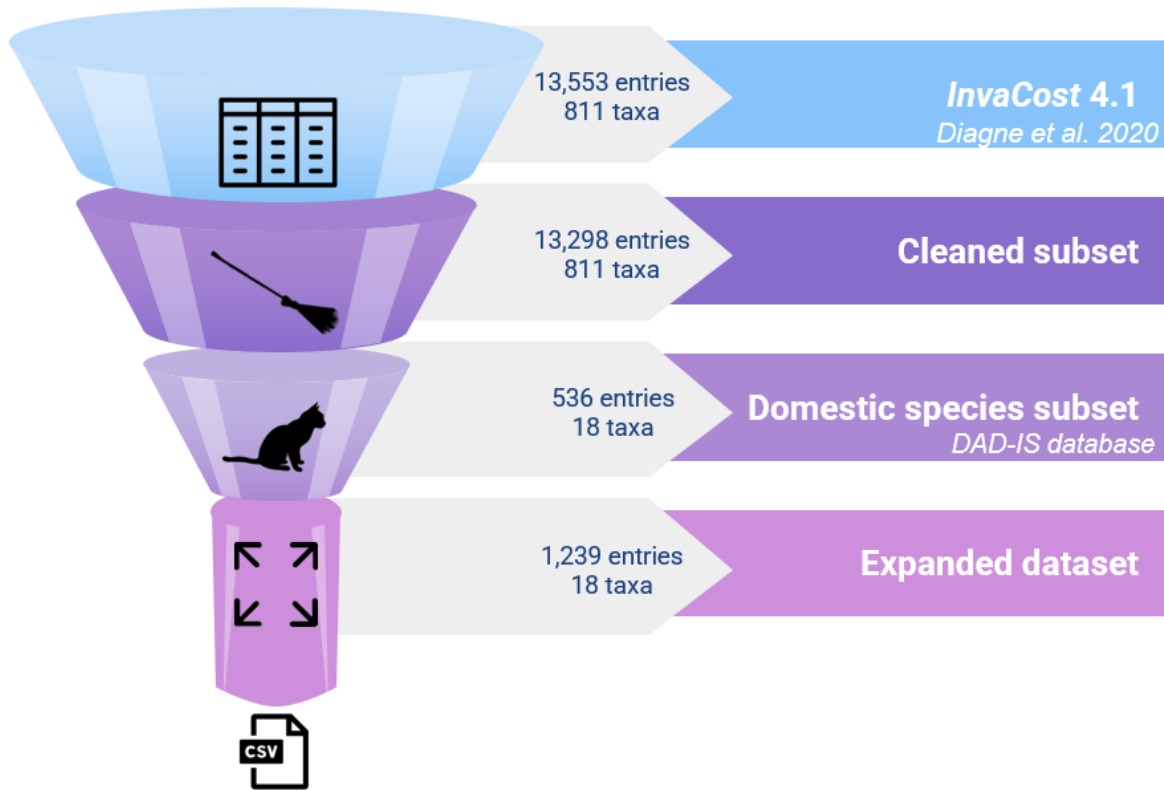 13,553 entries
811 taxa
InvaCost 4.1
Diagne et al. 2020
13,298 entries
811 taxa
Cleaned subset
536 entries
18 taxa
Domestic species subset
DAD-IS database
1,239 entries
18 taxa
Expanded dataset
CSV